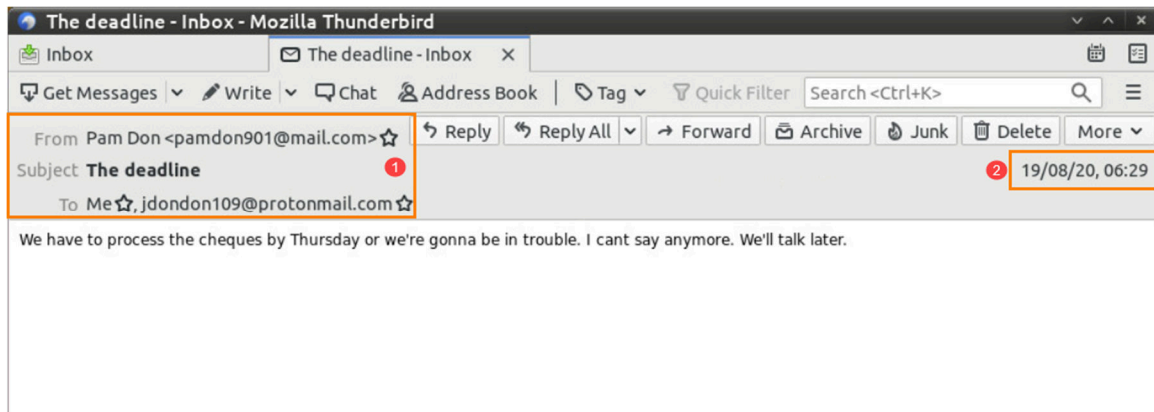 The deadline - Inbox - Mozilla Thunderbird
Inbox The deadline - Inbox
Get Messages Write Chat Address Book Tag Quick Filter Search <Ctrl+K>
From Pam Don <pamdon901@mail.com> Reply Reply All Forward Archive Junk Delete More
Subject The deadline 1 2 19/08/20, 06:29
To Me, jdondon109@protonmail.com
We have to process the cheques by Thursday or we're gonna be in trouble. I cant say anymore. We'll talk later.